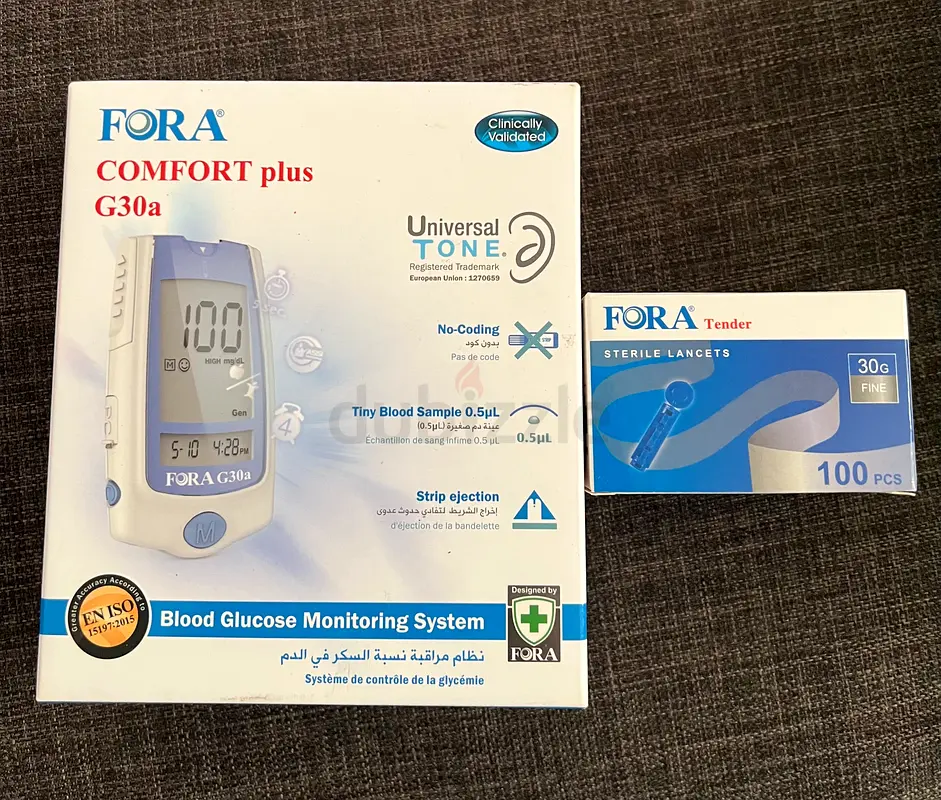 FORA®
COMFORT plus
G30a
Clinically
Validated
Universal
TONE®
Registered Trademark
European Union : 1270659
No-Coding
بدون كود
Pas de code
STRIP
Tiny Blood Sample 0.5µL
عينة دم صغيرة (0.5µL)
Échantillon de sang Infime 0.5 µL
0.5µL
Strip ejection
إخراج الشريط لتفادي حدوث عدوى
d'éjection de la bandelette
100
HIGH mg/dL
M
Gen
5-10 4:28PM
FORA G30a
M
5 sec
4
Greater Accuracy According to
EN ISO
15197:2015
Blood Glucose Monitoring System
نظام مراقبة نسبة السكر في الدم
Système de contrôle de la glycémie
Designed by
FORA
FORA® Tender
STERILE LANCETS
30G
FINE
100 PCS
dubizzle